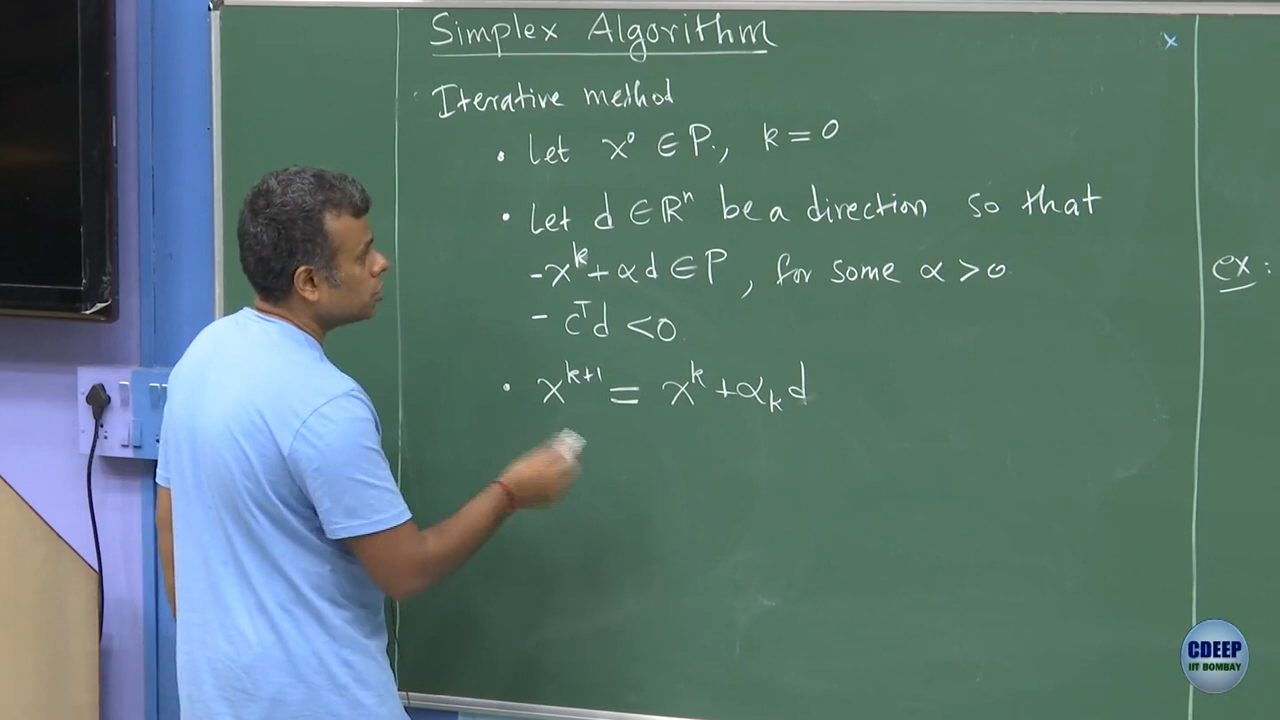 Simplex Algorithm
x
Iterative method
• Let x⁰ ∈ P., k = 0
• Let d ∈ ℝⁿ be a direction so that
- xᵏ + αd ∈ P, for some α > 0.
ex:
- cᵀd < 0
• xᵏ⁺¹ = xᵏ + αₖd
CDEEP
IIT BOMBAY